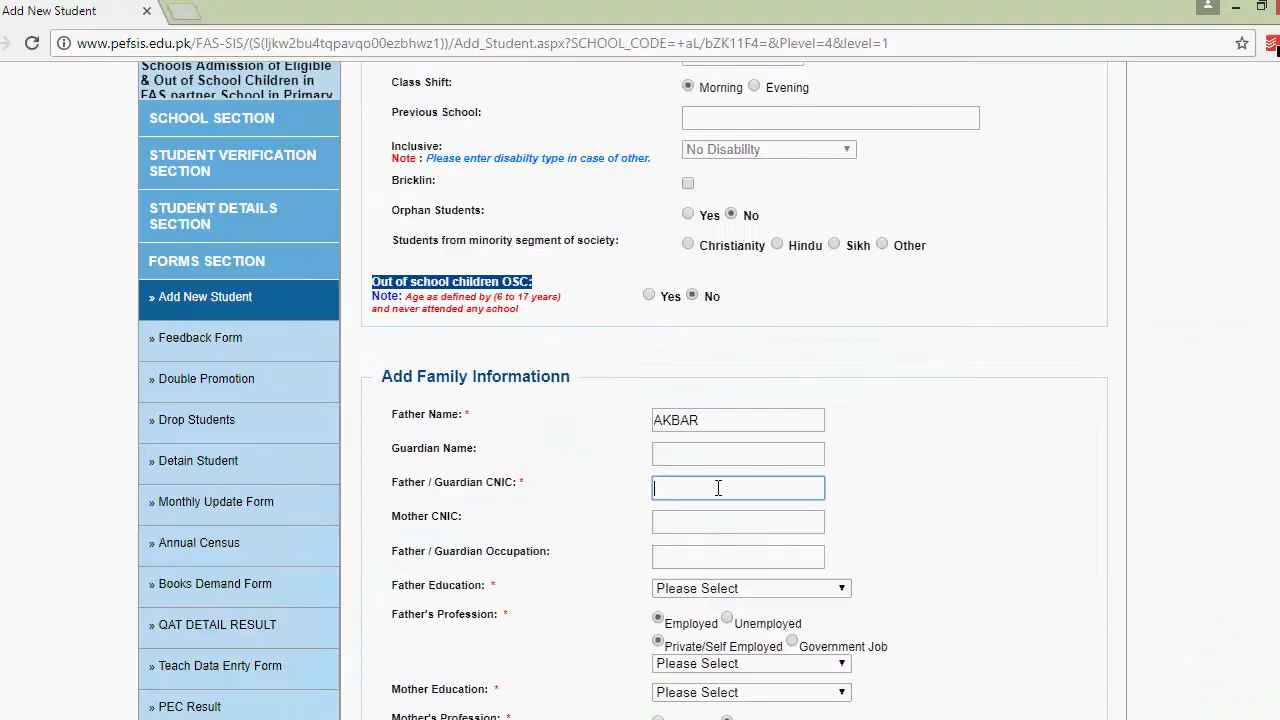 Add New Student
www.pefsis.edu.pk/FAS-SIS/(S(ljkw2bu4tqpavqo00ezbhwz1))/Add_Student.aspx?SCHOOL_CODE=+aL/bZK11F4=&Plevel=4&level=1
Schools Admission of Eligible
& Out of School Children in
FAS partner School in Primary
SCHOOL SECTION
STUDENT VERIFICATION
SECTION
STUDENT DETAILS
SECTION
FORMS SECTION
» Add New Student
» Feedback Form
» Double Promotion
» Drop Students
» Detain Student
» Monthly Update Form
» Annual Census
» Books Demand Form
» QAT DETAIL RESULT
» Teach Data Enrty Form
» PEC Result
Class Shift: Morning Evening
Previous School:
Inclusive: No Disability
Note : Please enter disabilty type in case of other.
Bricklin:
Orphan Students: Yes No
Students from minority segment of society: Christianity Hindu Sikh Other
Out of school children OSC:
Note: Age as defined by (6 to 17 years) Yes No
and never attended any school
Add Family Informationn
Father Name: * AKBAR
Guardian Name:
Father / Guardian CNIC: *
Mother CNIC:
Father / Guardian Occupation:
Father Education: * Please Select
Father's Profession: * Employed Unemployed
Private/Self Employed Government Job
Please Select
Mother Education: * Please Select
Mother's Profession: *